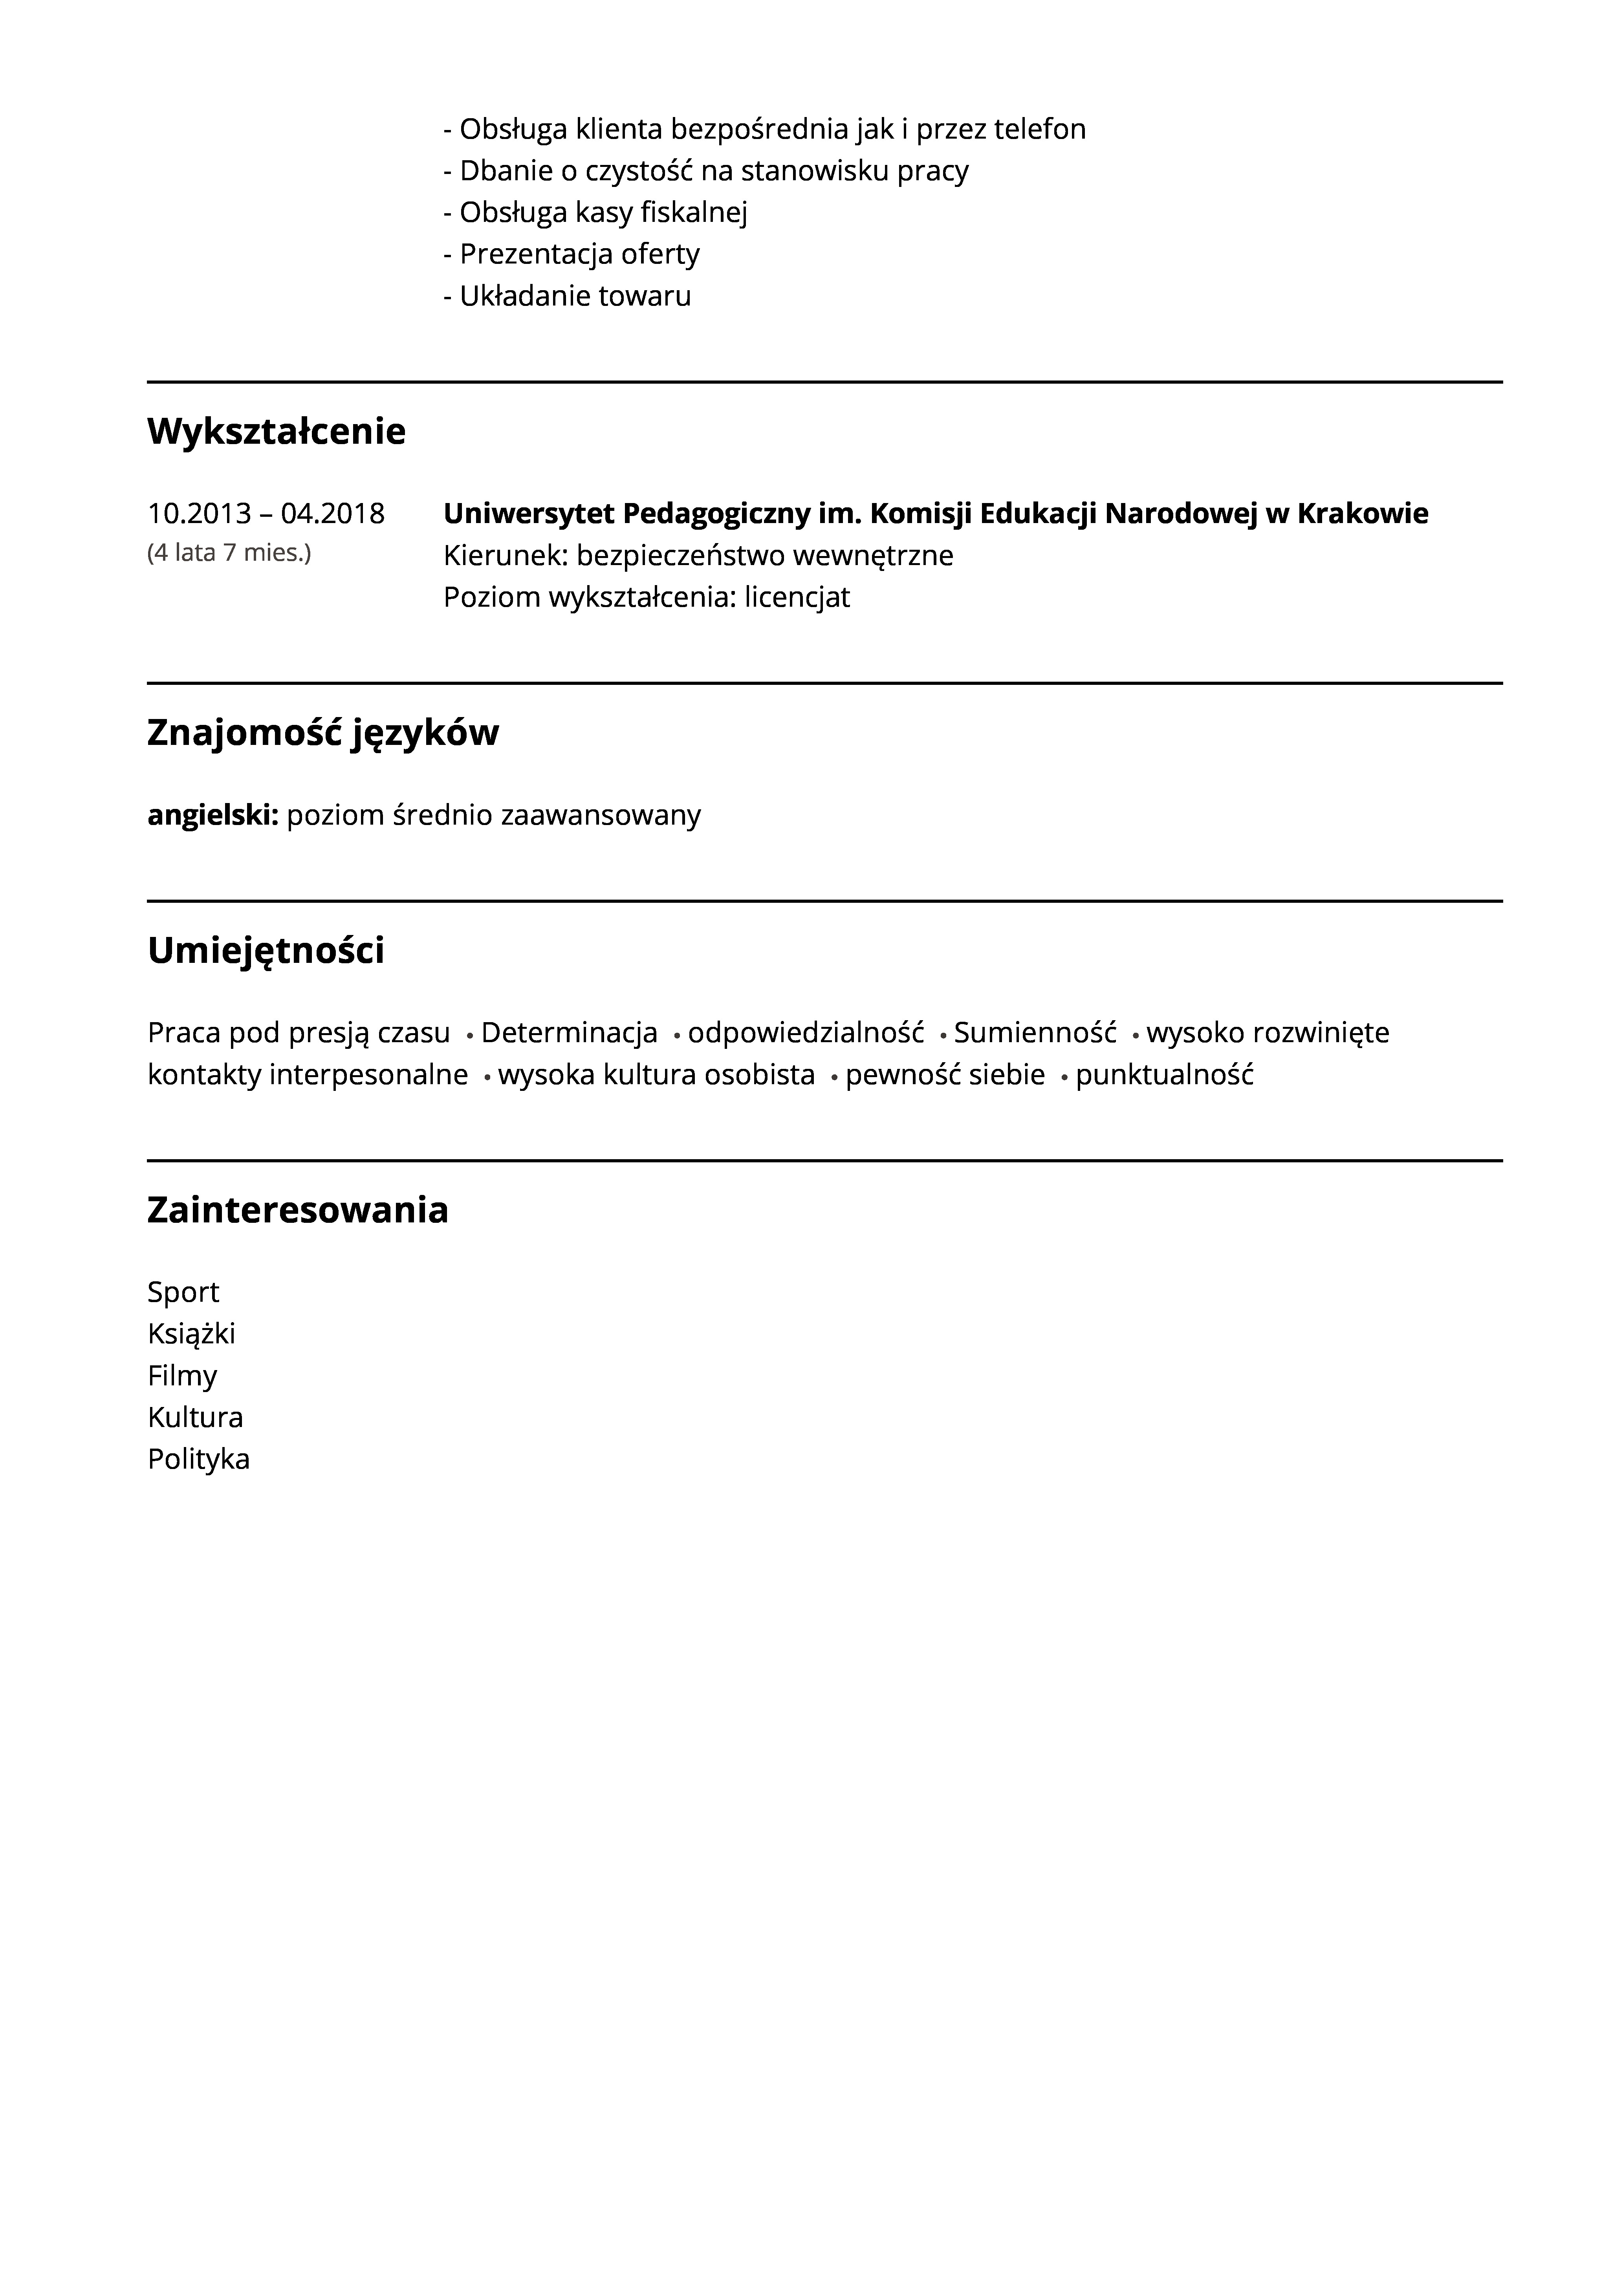 - Obsługa klienta bezpośrednia jak i przez telefon
- Dbanie o czystość na stanowisku pracy
- Obsługa kasy fiskalnej
- Prezentacja oferty
- Układanie towaru
Wykształcenie
10.2013 – 04.2018 Uniwersytet Pedagogiczny im. Komisji Edukacji Narodowej w Krakowie
(4 lata 7 mies.) Kierunek: bezpieczeństwo wewnętrzne
Poziom wykształcenia: licencjat
Znajomość języków
angielski: poziom średnio zaawansowany
Umiejętności
Praca pod presją czasu • Determinacja • odpowiedzialność • Sumienność • wysoko rozwinięte
kontakty interpesonalne • wysoka kultura osobista • pewność siebie • punktualność
Zainteresowania
Sport
Książki
Filmy
Kultura
Polityka